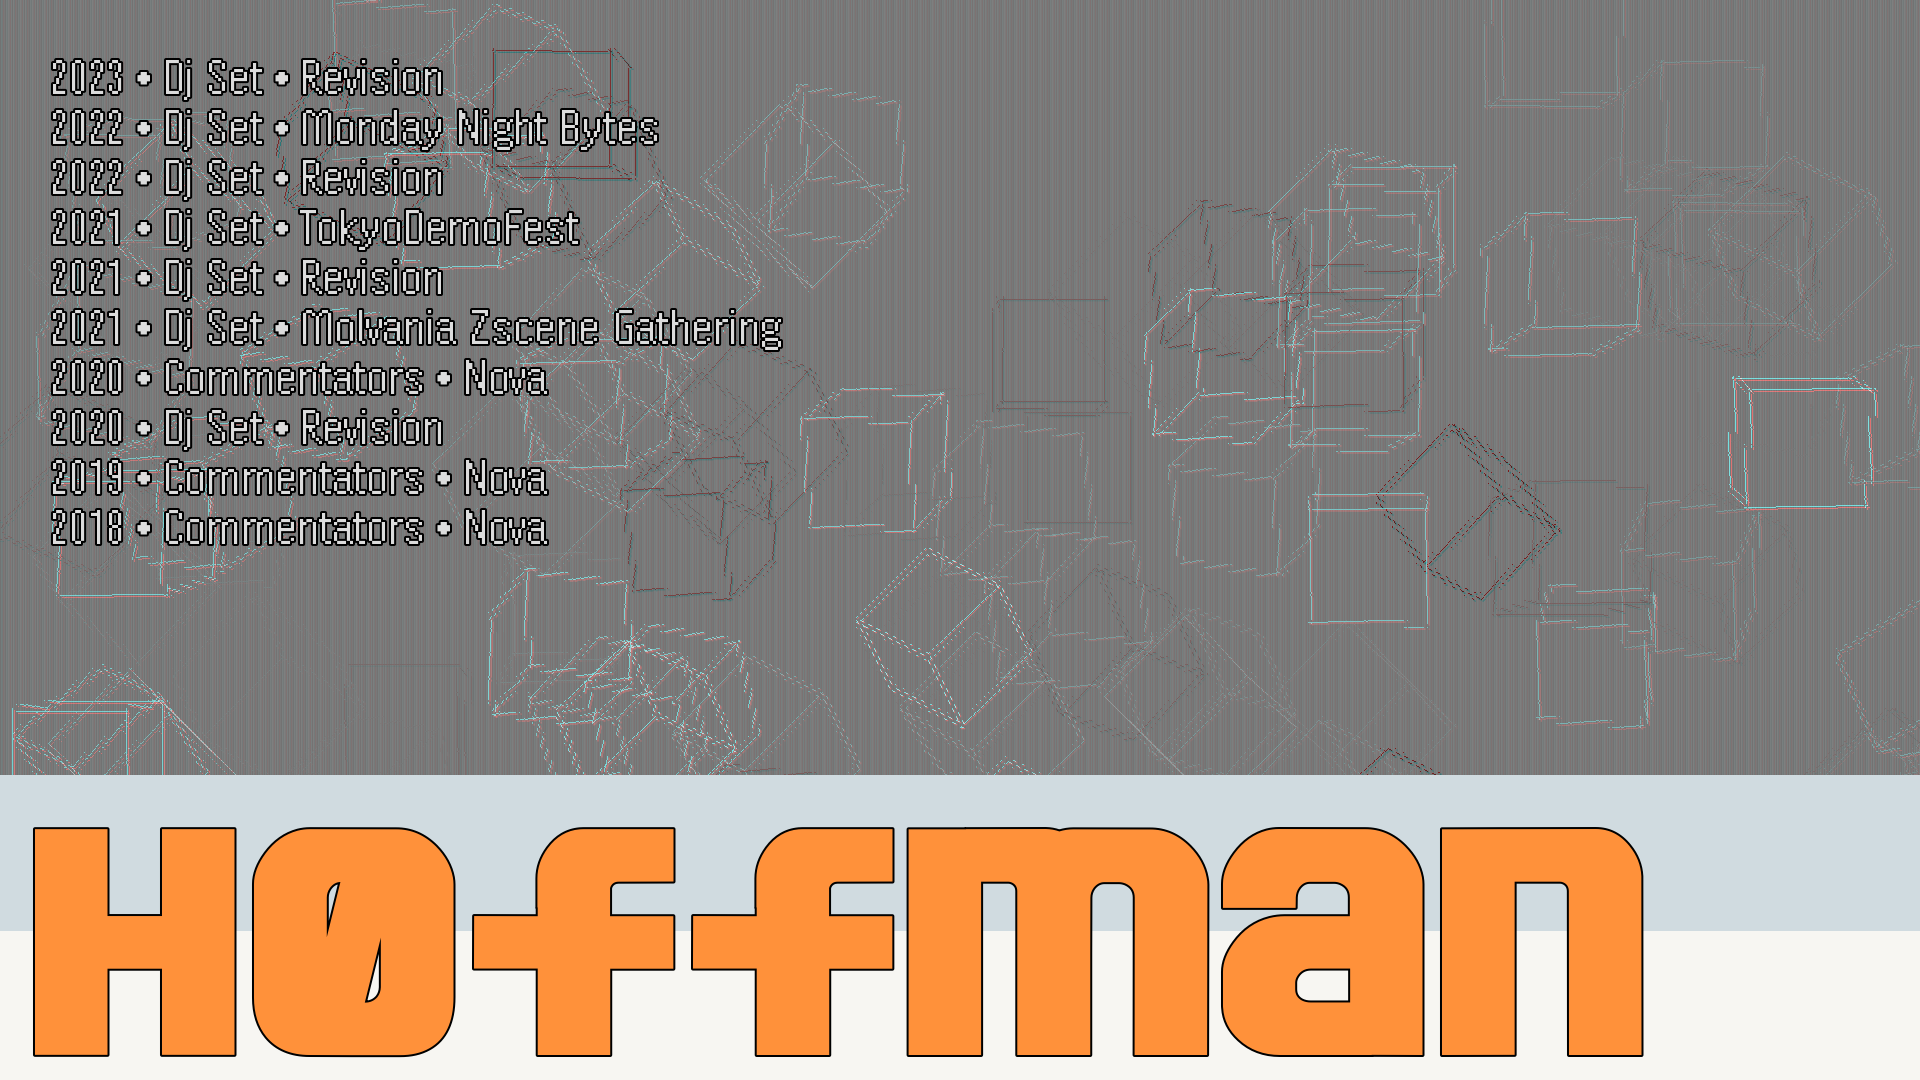 2023 • Dj Set • Revision
2022 • Dj Set • Monday Night Bytes
2022 • Dj Set • Revision
2021 • Dj Set • TokyoDemoFest
2021 • Dj Set • Revision
2021 • Dj Set • Molvania Zscene Gathering
2020 • Commentators • Nova
2020 • Dj Set • Revision
2019 • Commentators • Nova
2018 • Commentators • Nova
Høffman